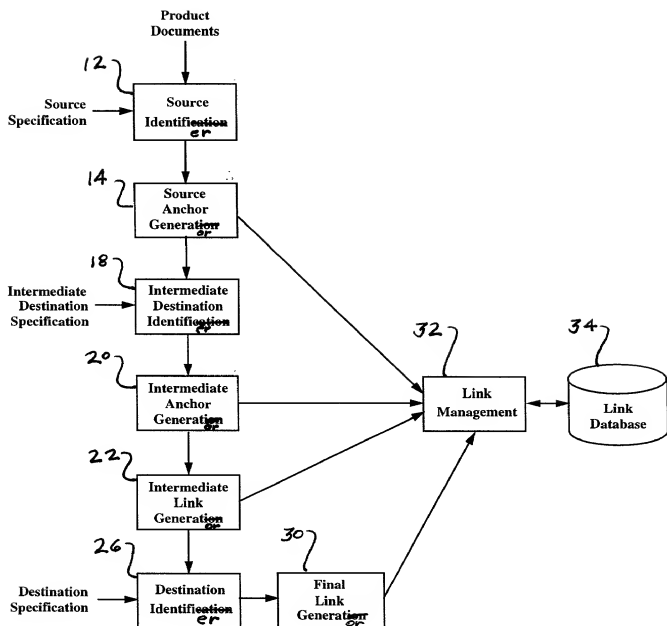 Product
Documents
12
Source
Specification
Source
Identification
er
14
Source
Anchor
Generation
or
18
Intermediate
Destination
Specification
Intermediate
Destination
Identification
er
20
Intermediate
Anchor
Generation
or
22
Intermediate
Link
Generation
or
26
Destination
Specification
Destination
Identification
er
30
Final
Link
Generation
or
32
Link
Management
34
Link
Database